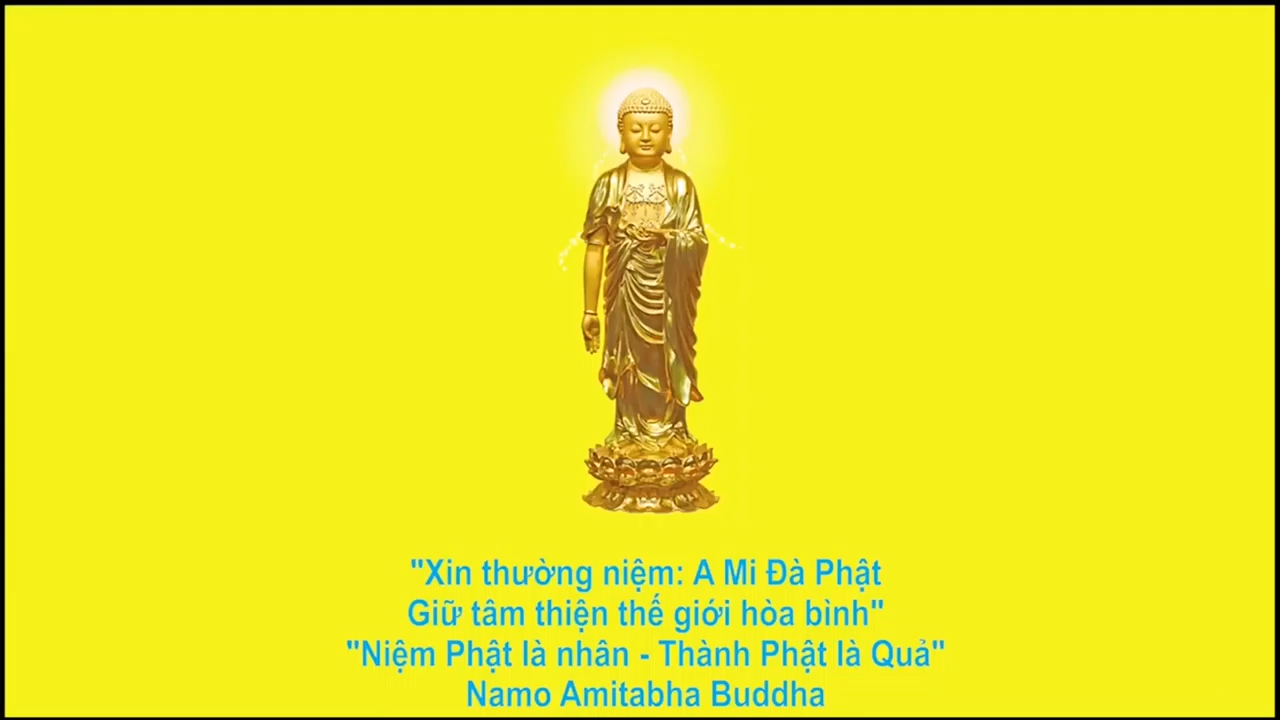 "Xin thường niệm: A Mi Đà Phật
Giữ tâm thiện thế giới hòa bình"
"Niệm Phật là nhân - Thành Phật là Quả"
Namo Amitabha Buddha